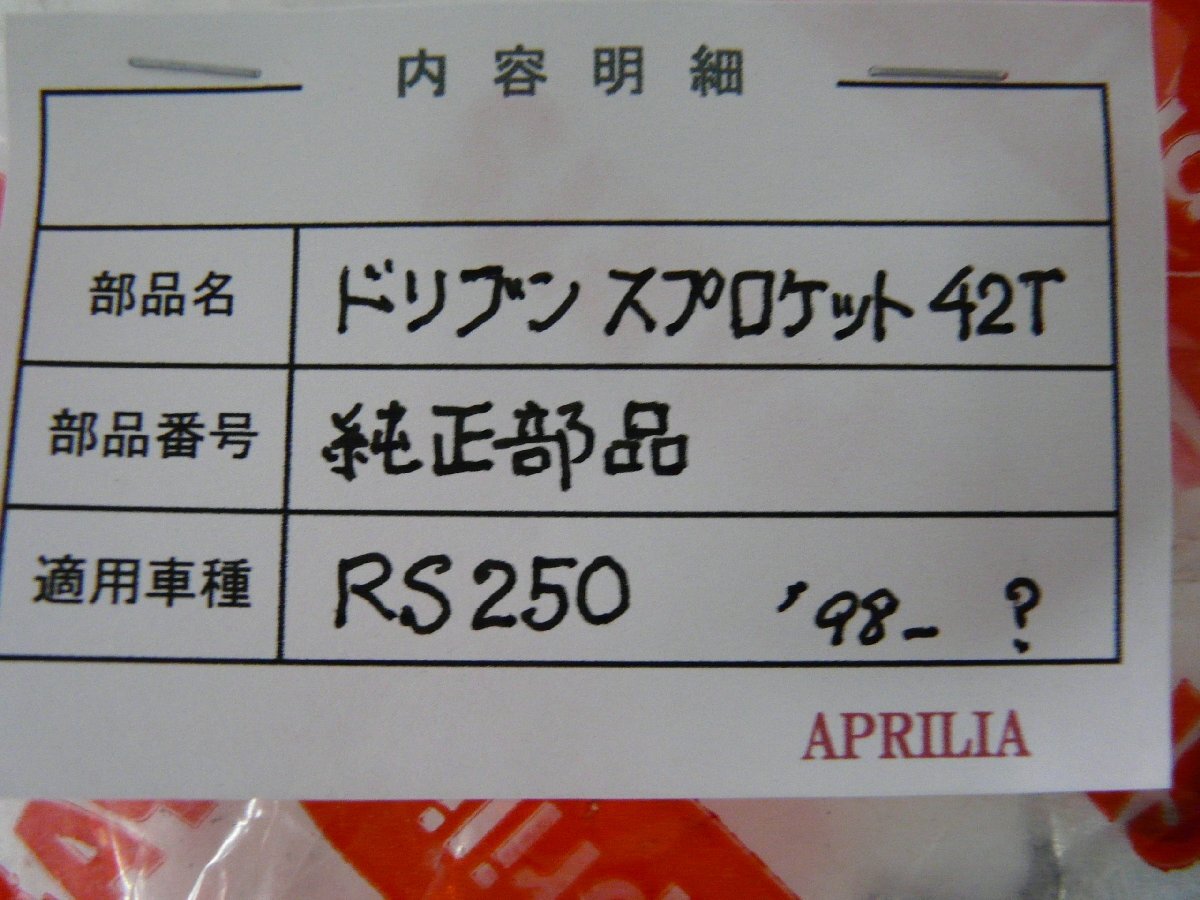 内容明細
部品名 ドリブン スプロケット 42T
部品番号 純正部品
適用車種 RS250 '98- ?
APRILIA